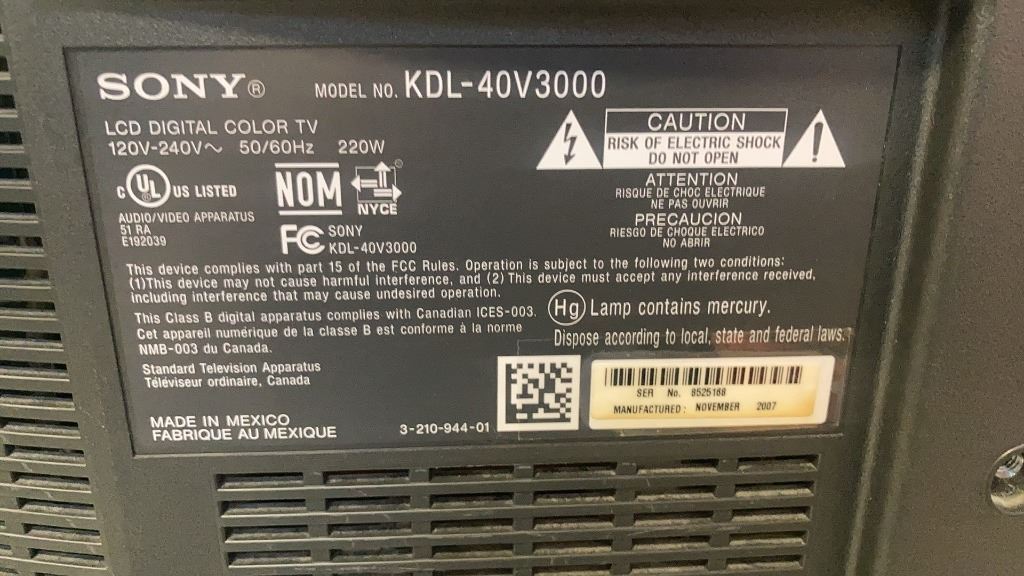 SONY® MODEL NO. KDL-40V3000
LCD DIGITAL COLOR TV
120V-240V~ 50/60Hz 220W
CAUTION
RISK OF ELECTRIC SHOCK
DO NOT OPEN
ATTENTION
RISQUE DE CHOC ELECTRIQUE
NE PAS OUVRIR
PRECAUCION
RIESGO DE CHOQUE ELECTRICO
NO ABRIR
C UL US LISTED
AUDIO/VIDEO APPARATUS
51 RA
E192039
NOM
NYCE
FC SONY
KDL-40V3000
This device complies with part 15 of the FCC Rules. Operation is subject to the following two conditions:
(1)This device may not cause harmful interference, and (2) This device must accept any interference received,
including interference that may cause undesired operation.
This Class B digital apparatus complies with Canadian ICES-003.
Cet appareil numérique de la classe B est conforme à la norme
NMB-003 du Canada.
Hg Lamp contains mercury.
Dispose according to local, state and federal laws.
Standard Television Apparatus
Téléviseur ordinaire, Canada
MADE IN MEXICO
FABRIQUE AU MEXIQUE
3-210-944-01
SER No. 8525168
MANUFACTURED: NOVEMBER 2007